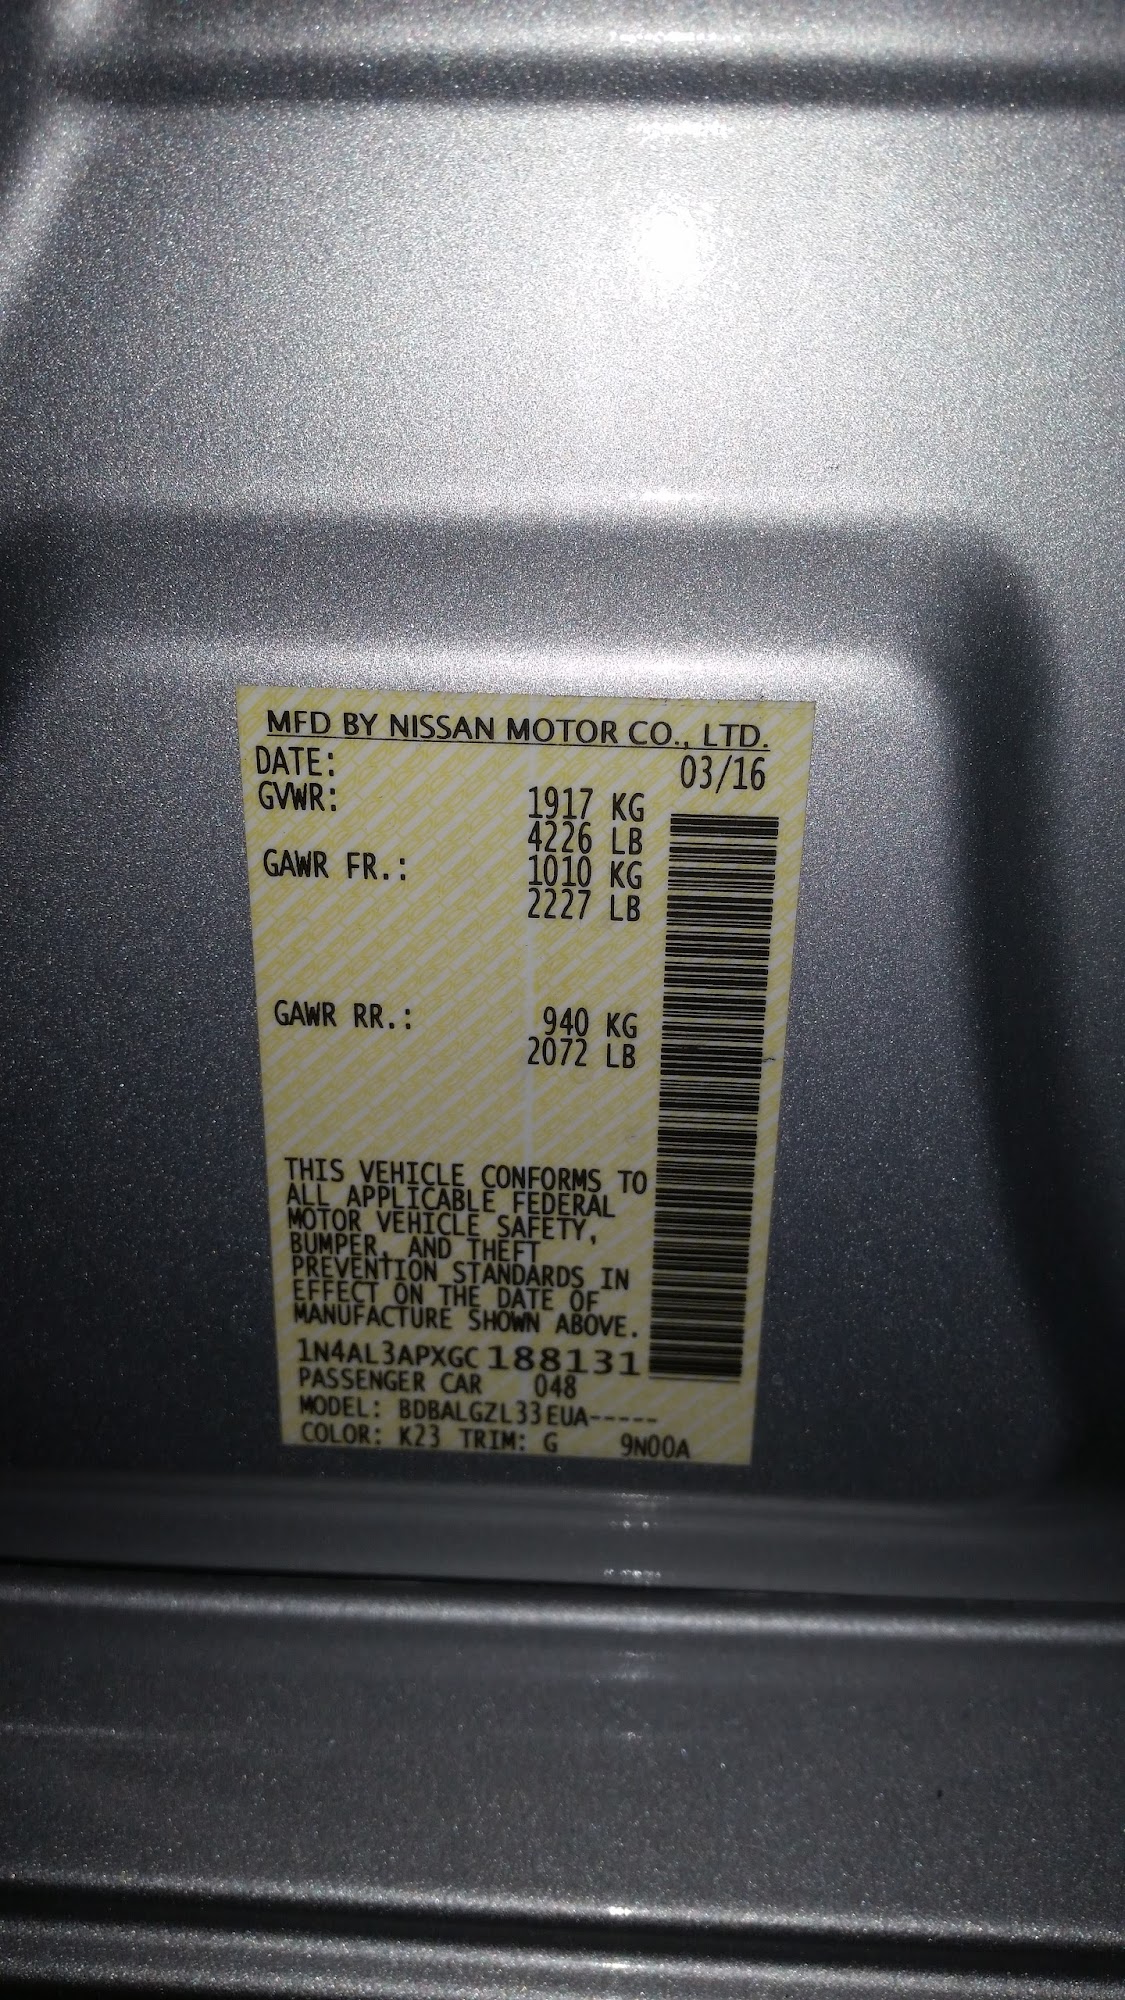 MFD BY NISSAN MOTOR CO., LTD.
DATE: 03/16
GVWR: 1917 KG
4226 LB
GAWR FR.: 1010 KG
2227 LB
GAWR RR.: 940 KG
2072 LB
THIS VEHICLE CONFORMS TO
ALL APPLICABLE FEDERAL
MOTOR VEHICLE SAFETY,
BUMPER, AND THEFT
PREVENTION STANDARDS IN
EFFECT ON THE DATE OF
MANUFACTURE SHOWN ABOVE.
1N4AL3APXGC188131
PASSENGER CAR 048
MODEL: BDBALGZL33EUA-----
COLOR: K23 TRIM: G 9N00A